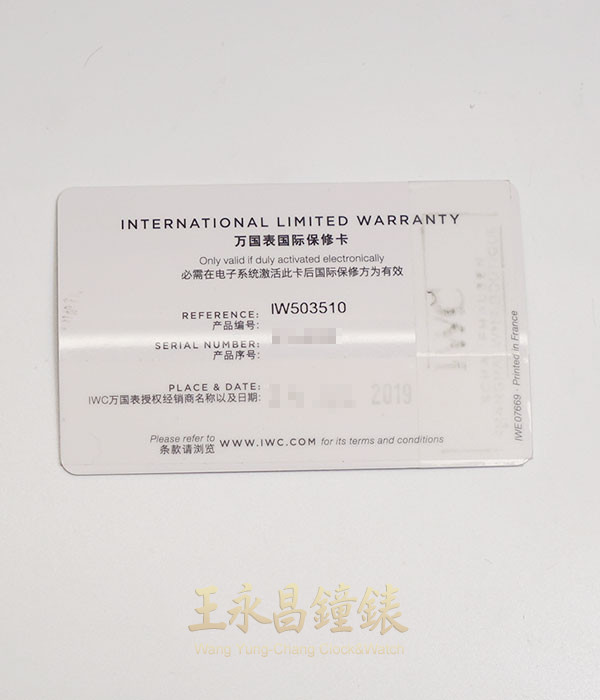 INTERNATIONAL LIMITED WARRANTY
万国表国际保修卡
Only valid if duly activated electronically
必需在电子系统激活此卡后国际保修方为有效
REFERENCE: IW503510
产品编号:
SERIAL NUMBER:
产品序号:
PLACE & DATE:
IWC万国表授权经销商名称以及日期: 2019
Please refer to WWW.IWC.COM for its terms and conditions
条款请浏览
IWC
IWE07669 · Printed in France
王永昌鐘錶
Wang Yung-Chang Clock&Watch